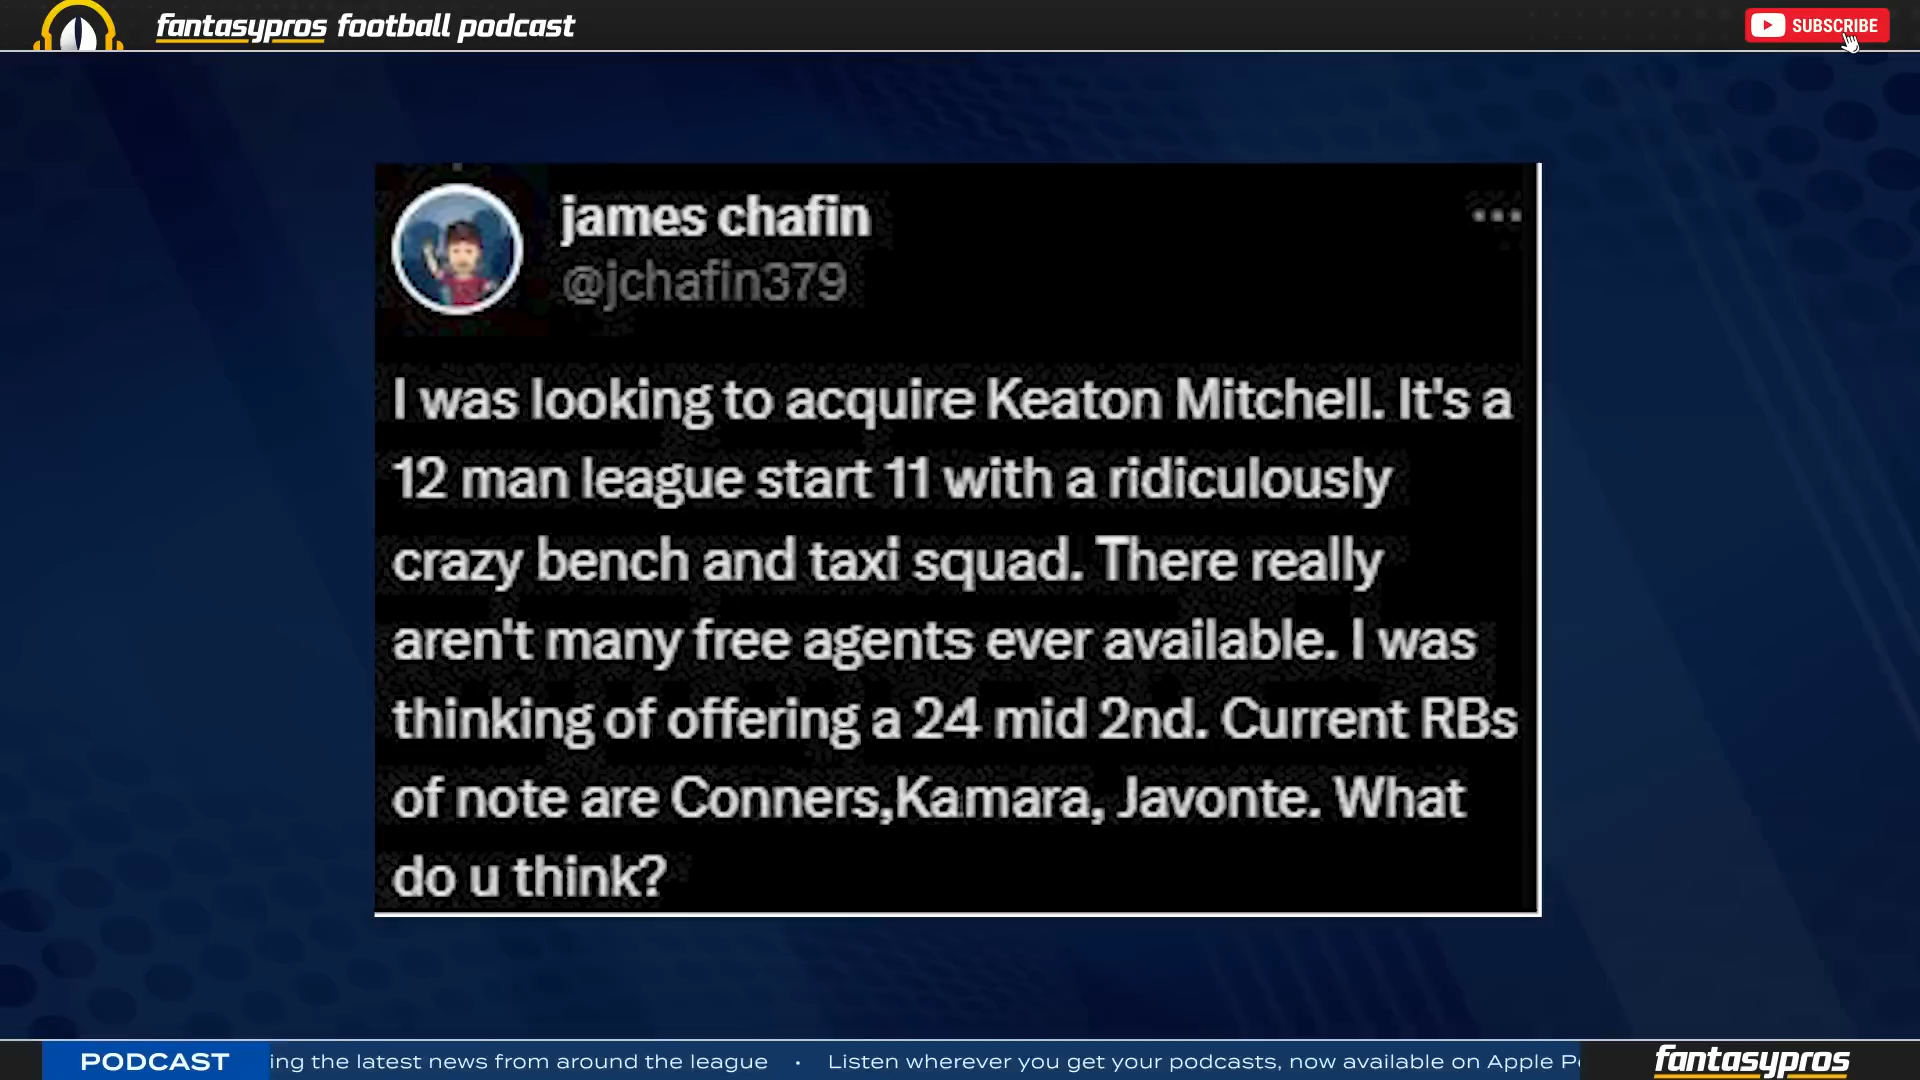 fantasypros football podcast
SUBSCRIBE
james chafin
@jchafin379
I was looking to acquire Keaton Mitchell. It's a
12 man league start 11 with a ridiculously
crazy bench and taxi squad. There really
aren't many free agents ever available. I was
thinking of offering a 24 mid 2nd. Current RBs
of note are Conners,Kamara, Javonte. What
do u think?
PODCAST
ing the latest news from around the league • Listen wherever you get your podcasts, now available on Apple P
fantasypros